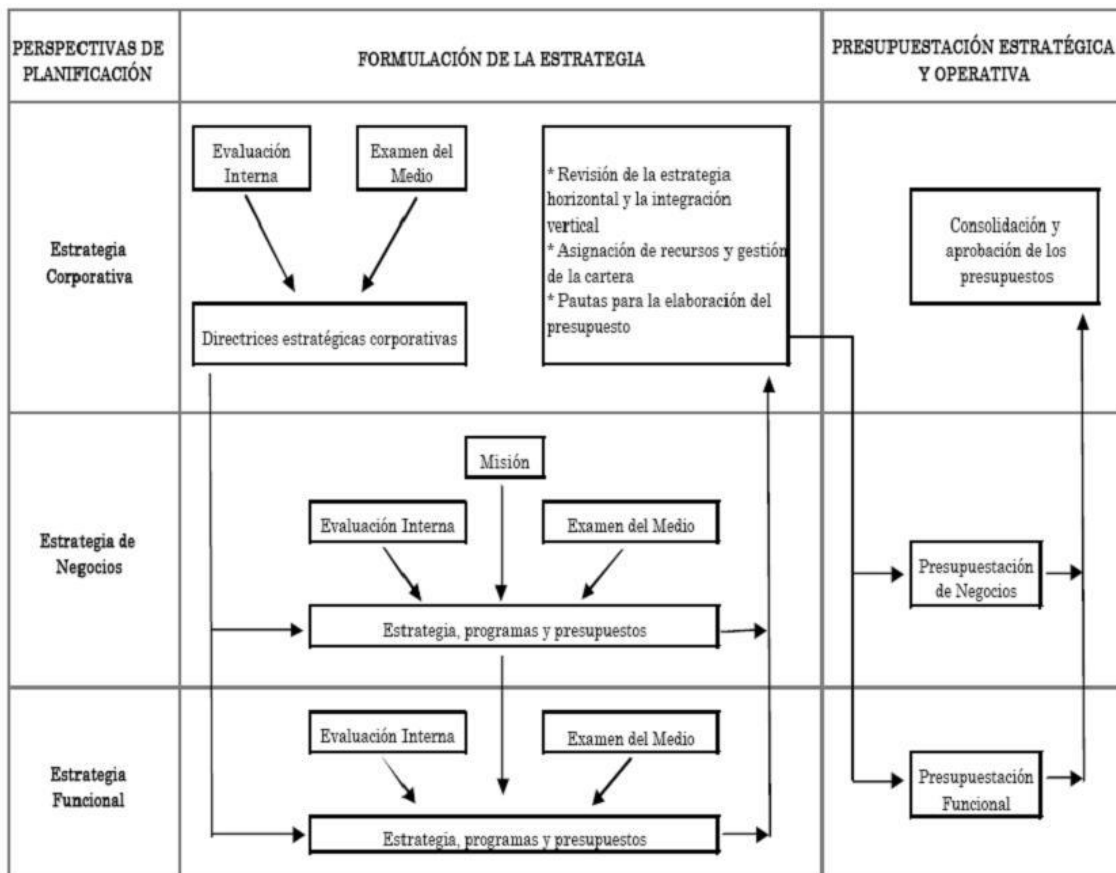 PERSPECTIVAS DE
PLANIFICACIÓN
FORMULACIÓN DE LA ESTRATEGIA
PRESUPUESTACIÓN ESTRATÉGICA
Y OPERATIVA
Estrategia
Corporativa
Evaluación
Interna
Examen del
Medio
Directrices estratégicas corporativas
* Revisión de la estrategia
horizontal y la integración
vertical
* Asignación de recursos y gestión
de la cartera
* Pautas para la elaboración del
presupuesto
Consolidación y
aprobación de los
presupuestos
Estrategia de
Negocios
Misión
Evaluación Interna
Examen del Medio
Estrategia, programas y presupuestos
Presupuestación
de Negocios
Estrategia
Funcional
Evaluación Interna
Examen del Medio
Estrategia, programas y presupuestos
Presupuestación
Funcional